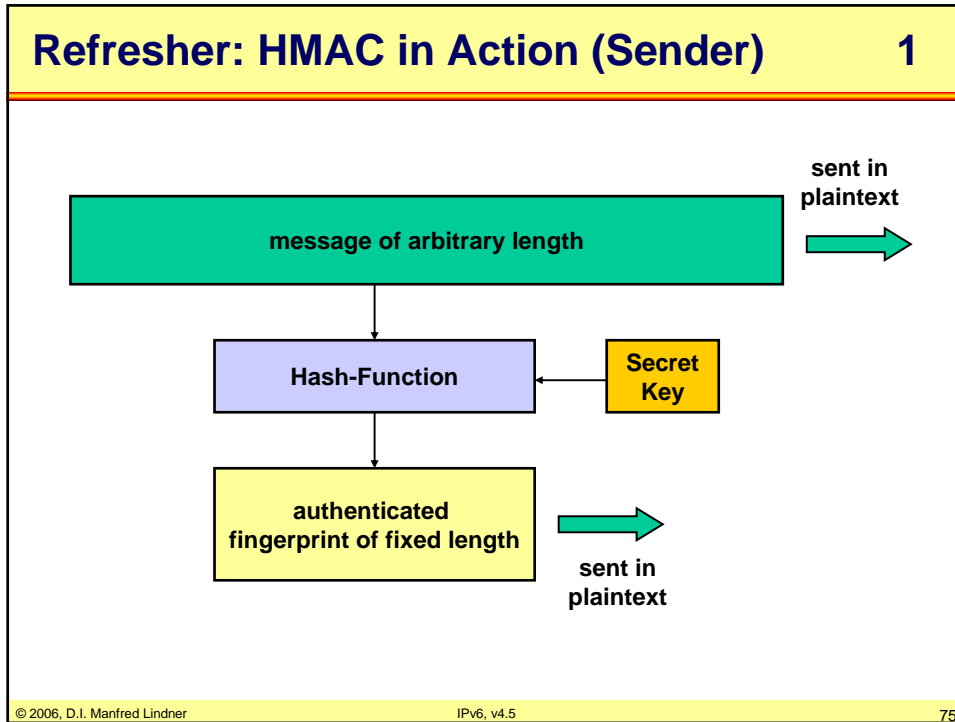 Refresher: HMAC in Action (Sender) 1
sent in
plaintext
message of arbitrary length
Hash-Function
Secret
Key
authenticated
fingerprint of fixed length
sent in
plaintext
© 2006, D.I. Manfred Lindner IPv6, v4.5 75